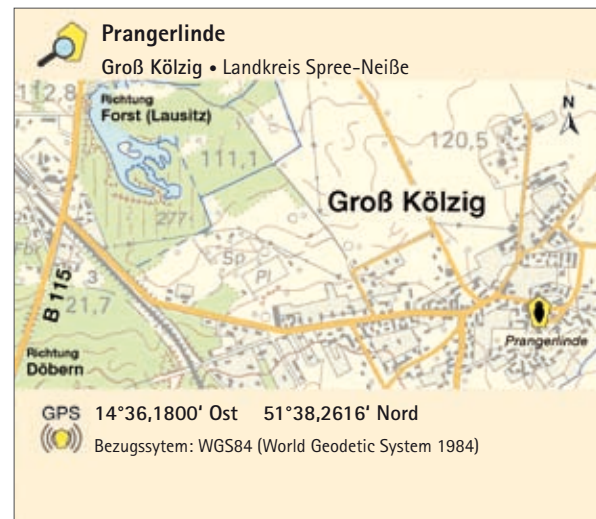 Prangerlinde
Groß Kölzig • Landkreis Spree-Neiße
112,8
Richtung
Forst (Lausitz)
N
120,5
111,1
Groß Kölzig
277
Fbr
Sp
Pl
3
B 115
21,7
Prangerlinde
Richtung
Döbern
GPS 14°36,1800' Ost 51°38,2616' Nord
Bezugssytem: WGS84 (World Geodetic System 1984)